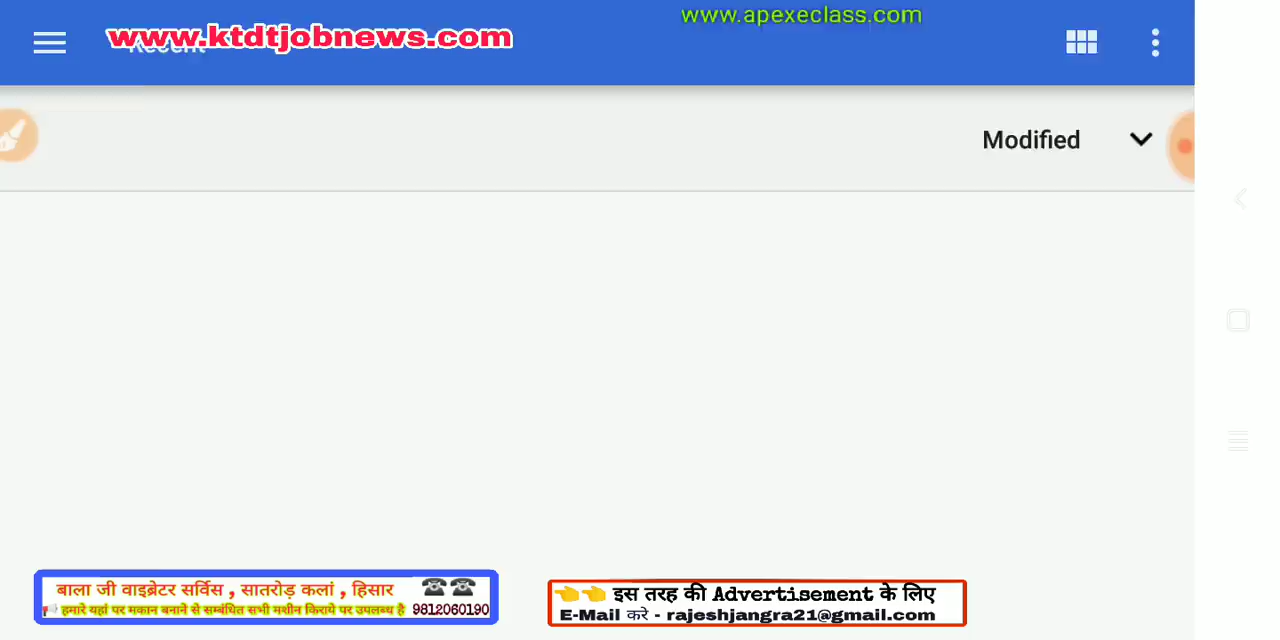 www.apexeclass.com
www.ktdtjobnews.com
Recent
Modified
बाला जी वाइब्रेटर सर्विस , सातरोड़ कलां , हिसार
हमारे यहां पर मकान बनाने से सम्बंधित सभी मशीन किराये पर उपलब्ध है 9812060190
इस तरह की Advertisement के लिए
E-Mail करे - rajeshjangra21@gmail.com